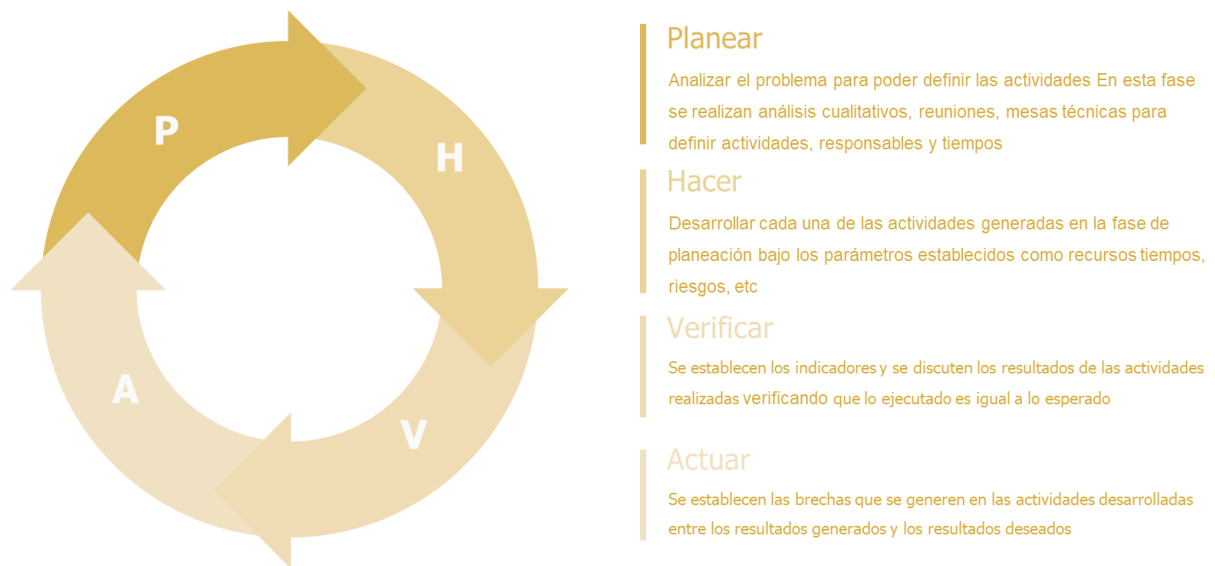 P
H
V
A
Planear
Analizar el problema para poder definir las actividades En esta fase
se realizan análisis cualitativos, reuniones, mesas técnicas para
definir actividades, responsables y tiempos
Hacer
Desarrollar cada una de las actividades generadas en la fase de
planeación bajo los parámetros establecidos como recursos tiempos,
riesgos, etc
Verificar
Se establecen los indicadores y se discuten los resultados de las actividades
realizadas verificando que lo ejecutado es igual a lo esperado
Actuar
Se establecen las brechas que se generen en las actividades desarrolladas
entre los resultados generados y los resultados deseados